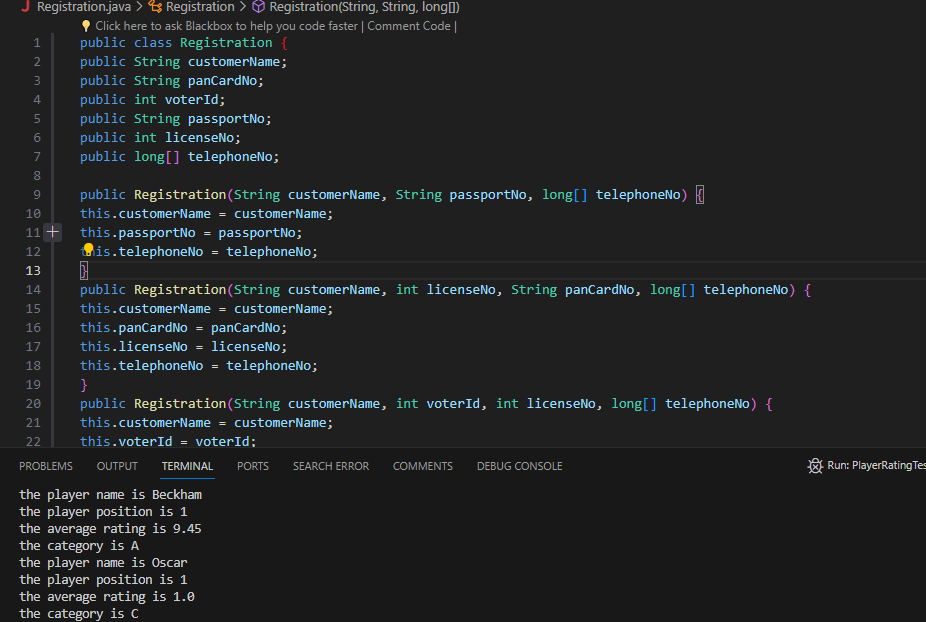 Registration.java > Registration > Registration(String, String, long[])
Click here to ask Blackbox to help you code faster | Comment Code |
1 public class Registration {
2 public String customerName;
3 public String panCardNo;
4 public int voterId;
5 public String passportNo;
6 public int licenseNo;
7 public long[] telephoneNo;
8
9 public Registration(String customerName, String passportNo, long[] telephoneNo) {
10 this.customerName = customerName;
11 this.passportNo = passportNo;
12 this.telephoneNo = telephoneNo;
13 }
14 public Registration(String customerName, int licenseNo, String panCardNo, long[] telephoneNo) {
15 this.customerName = customerName;
16 this.panCardNo = panCardNo;
17 this.licenseNo = licenseNo;
18 this.telephoneNo = telephoneNo;
19 }
20 public Registration(String customerName, int voterId, int licenseNo, long[] telephoneNo) {
21 this.customerName = customerName;
22 this.voterId = voterId;
PROBLEMS OUTPUT TERMINAL PORTS SEARCH ERROR COMMENTS DEBUG CONSOLE Run: PlayerRatingTes
the player name is Beckham
the player position is 1
the average rating is 9.45
the category is A
the player name is Oscar
the player position is 1
the average rating is 1.0
the category is C